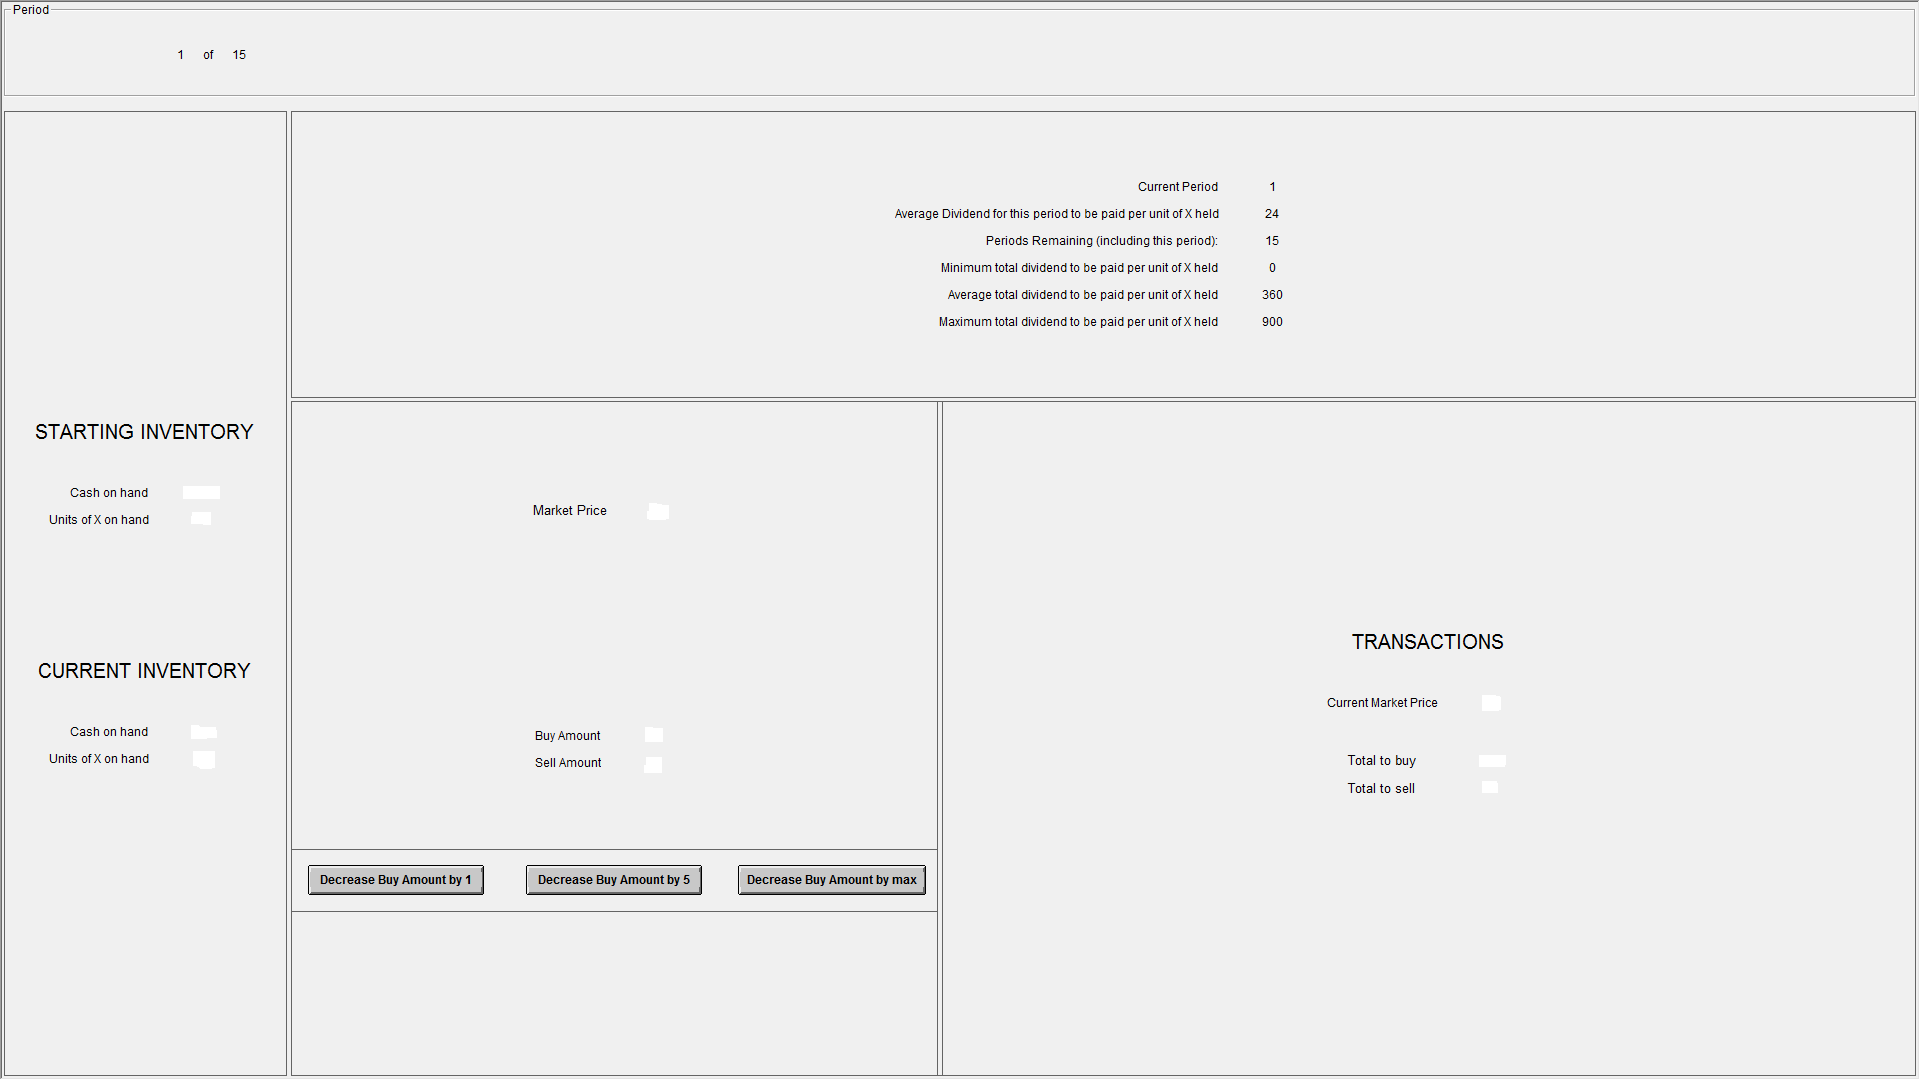 Period
1 of 15
Current Period 1
Average Dividend for this period to be paid per unit of X held 24
Periods Remaining (including this period): 15
Minimum total dividend to be paid per unit of X held 0
Average total dividend to be paid per unit of X held 360
Maximum total dividend to be paid per unit of X held 900
STARTING INVENTORY
Cash on hand
Units of X on hand
CURRENT INVENTORY
Cash on hand
Units of X on hand
Market Price
Buy Amount
Sell Amount
Decrease Buy Amount by 1
Decrease Buy Amount by 5
Decrease Buy Amount by max
TRANSACTIONS
Current Market Price
Total to buy
Total to sell